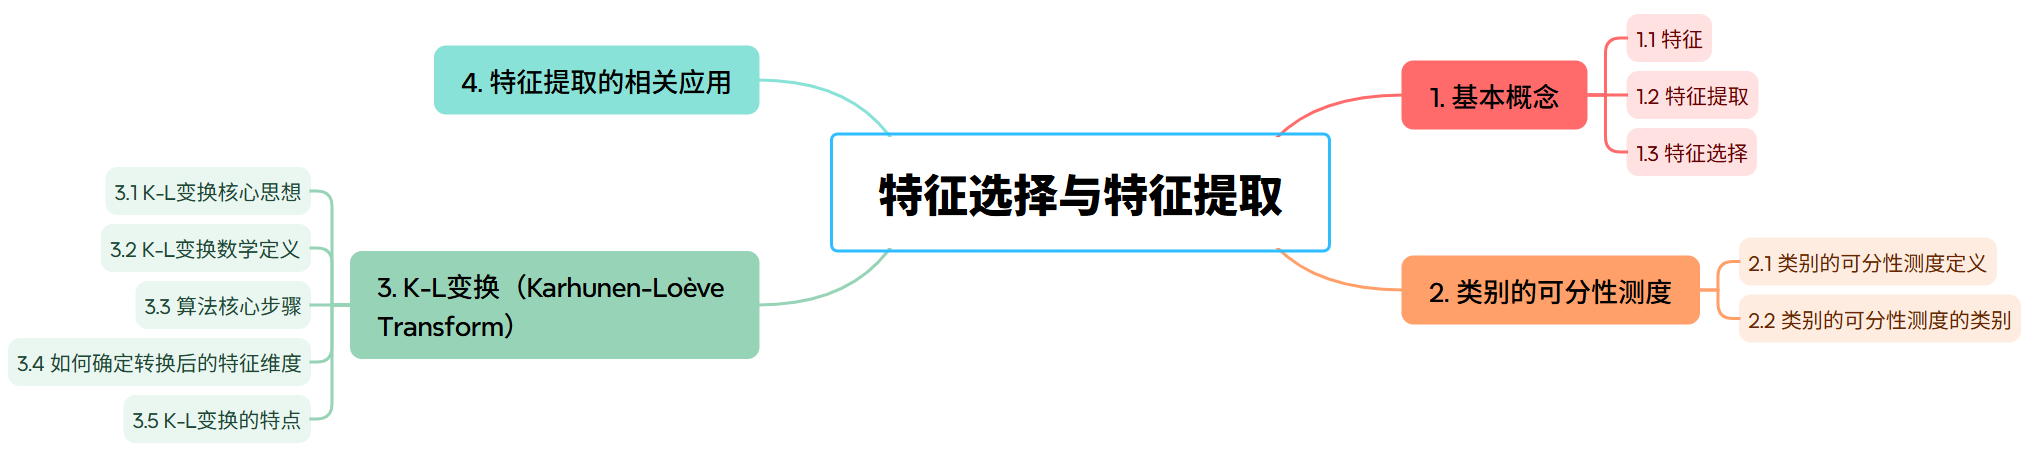 特征选择与特征提取
1. 基本概念
1.1 特征
1.2 特征提取
1.3 特征选择
2. 类别的可分性测度
2.1 类别的可分性测度定义
2.2 类别的可分性测度的类别
3. K-L变换（Karhunen-Loève
Transform）
3.1 K-L变换核心思想
3.2 K-L变换数学定义
3.3 算法核心步骤
3.4 如何确定转换后的特征维度
3.5 K-L变换的特点
4. 特征提取的相关应用